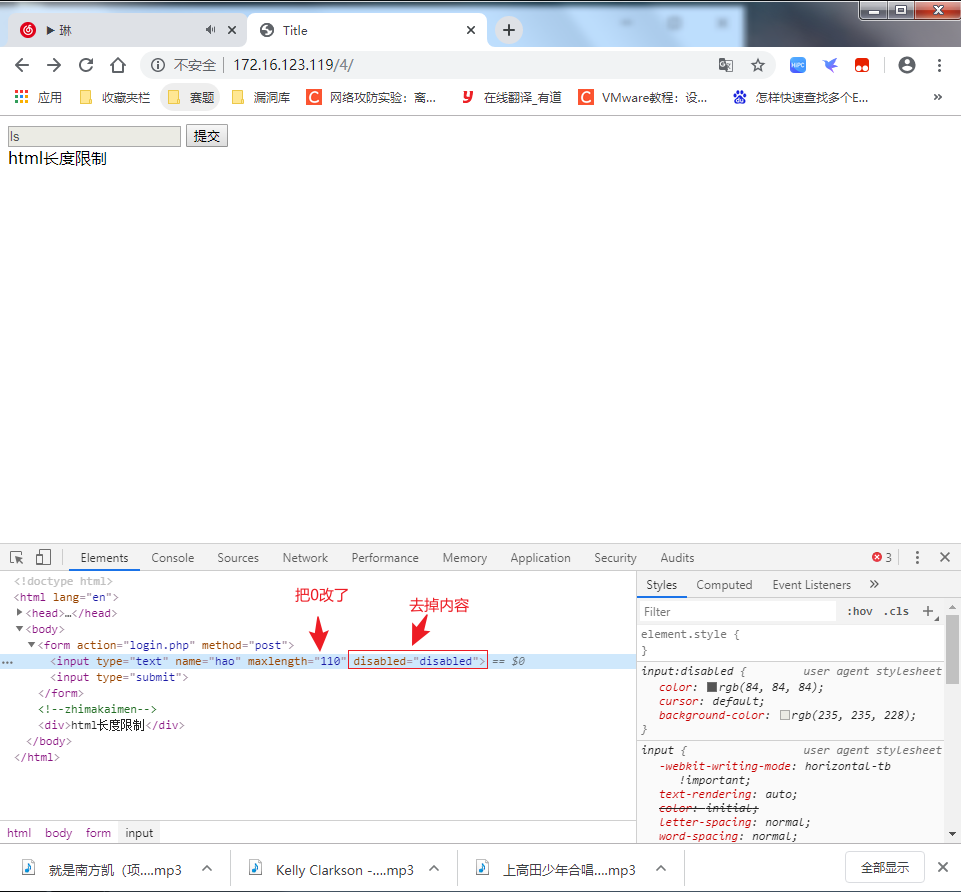 ▶ 琳
Title
不安全 172.16.123.119/4/
应用 收藏夹栏 赛题 漏洞库 网络攻防实验：斋... 在线翻译_有道 VMware教程：设... 怎样快速查找多个E... »
ls 提交
html长度限制
Elements Console Sources Network Performance Memory Application Security Audits 3
<!doctype html>
<html lang="en">
<head>…</head>
<body>
<form action="login.php" method="post">
把0改了
去掉内容
<input type="text" name="hao" maxlength="110" disabled="disabled"> == $0
<input type="submit">
</form>
<!--zhimakaimen-->
<div>html长度限制</div>
</body>
</html>
html body form input
Styles Computed Event Listeners »
Filter :hov .cls +
element.style {
}
input:disabled { user agent stylesheet
color: rgb(84, 84, 84);
cursor: default;
background-color: rgb(235, 235, 228);
}
input { user agent stylesheet
-webkit-writing-mode: horizontal-tb
!important;
text-rendering: auto;
color: initial;
letter-spacing: normal;
word-spacing: normal;
就是南方凯（项....mp3 Kelly Clarkson -....mp3 上高田少年合唱....mp3 全部显示